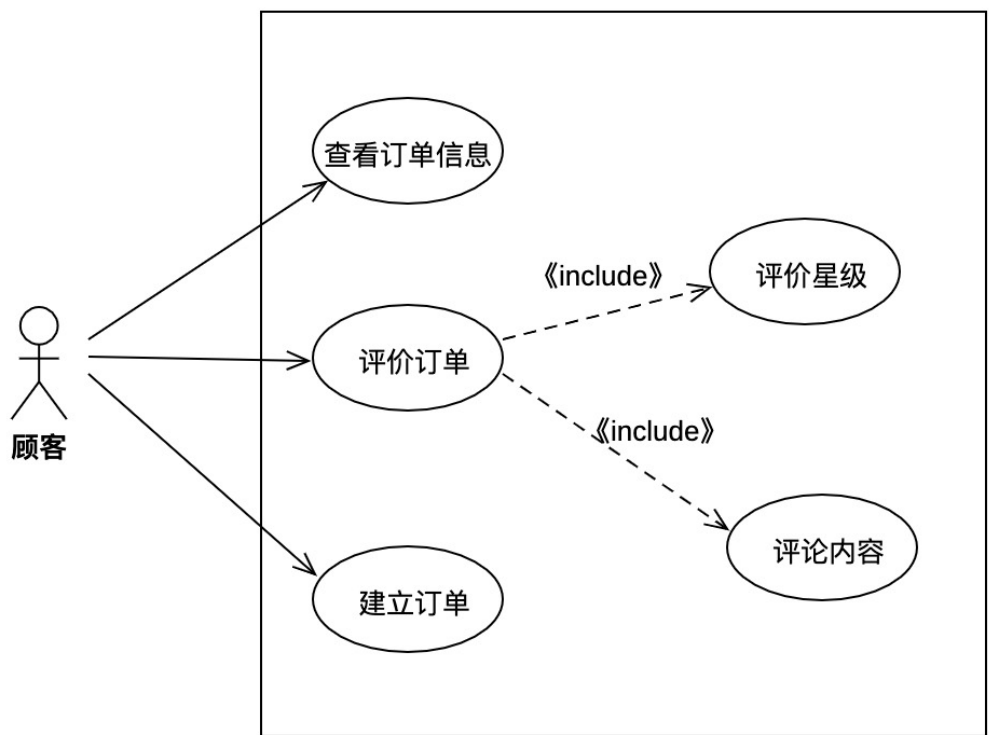 查看订单信息
评价星级
《include》
评价订单
顾客
《include》
评论内容
建立订单